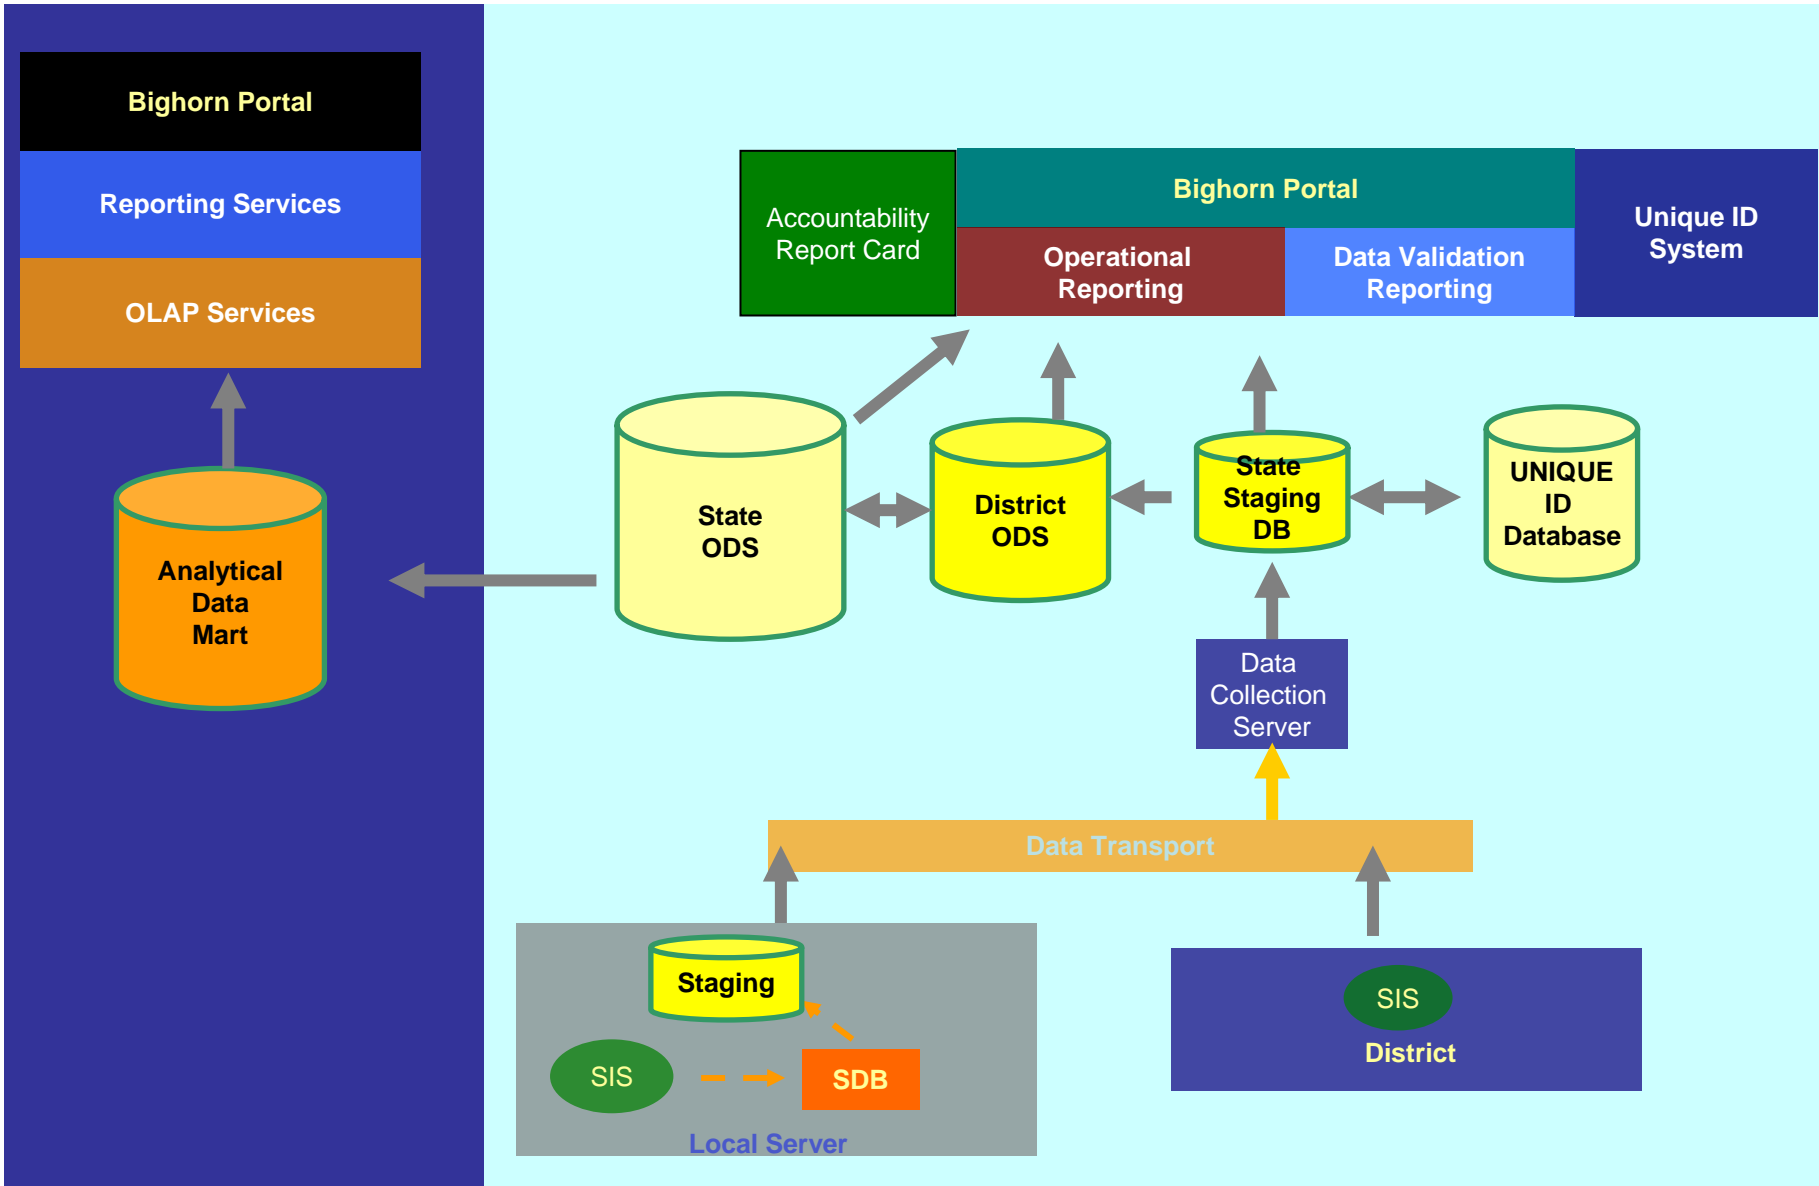 Bighorn Portal
Reporting Services
OLAP Services
Analytical
Data
Mart
Accountability
Report Card
Bighorn Portal
Operational
Reporting
Data Validation
Reporting
Unique ID
System
State
ODS
District
ODS
State
Staging
DB
UNIQUE
ID
Database
Data
Collection
Server
Data Transport
Staging
SIS
SDB
Local Server
SIS
District